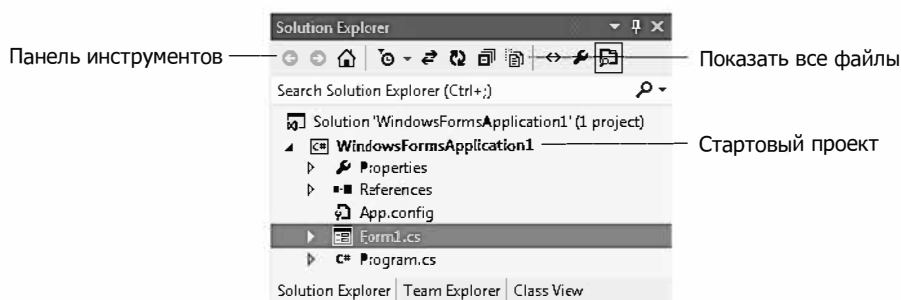 Solution Explorer
Панель инструментов
Показать все файлы
Search Solution Explorer (Ctrl+;)
Solution 'WindowsFormsApplication1' (1 project)
C# WindowsFormsApplication1
Стартовый проект
Properties
References
App.config
Form1.cs
C# Program.cs
Solution Explorer Team Explorer Class View